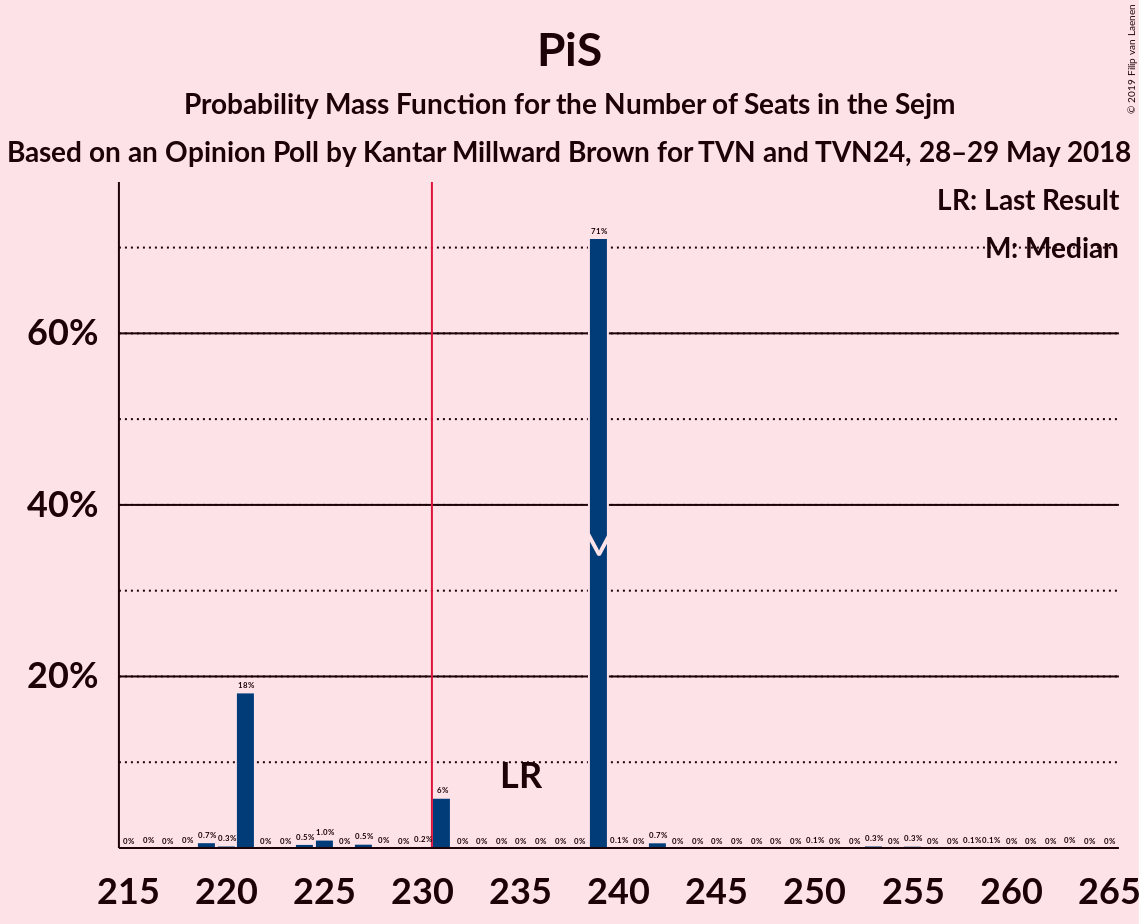 PiS
Probability Mass Function for the Number of Seats in the Sejm
Based on an Opinion Poll by Kantar Millward Brown for TVN and TVN24, 28–29 May 2018
© 2019 Filip van Laenen
LR: Last Result
M: Median
60%
40%
20%
0% 0% 0% 0% 0.7% 0.3% 18% 0% 0% 0.5% 1.0% 0% 0.5% 0% 0% 0.2% 6% 0% 0% 0% 0% 0% 0% 0% 71% 0.1% 0% 0.7% 0% 0% 0% 0% 0% 0% 0% 0.1% 0% 0% 0.3% 0% 0.3% 0% 0% 0.1% 0.1% 0% 0% 0% 0% 0% 0%
LR
215 220 225 230 235 240 245 250 255 260 265